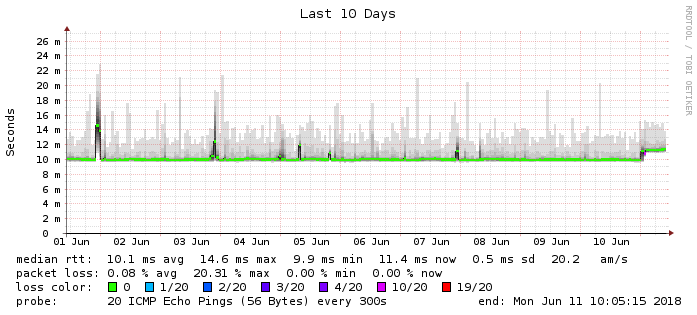 Last 10 Days
RRDTOOL / TOBI OETIKER
Seconds
26 m
24 m
22 m
20 m
18 m
16 m
14 m
12 m
10 m
8 m
6 m
4 m
2 m
0
01 Jun 02 Jun 03 Jun 04 Jun 05 Jun 06 Jun 07 Jun 08 Jun 09 Jun 10 Jun
median rtt: 10.1 ms avg 14.6 ms max 9.9 ms min 11.4 ms now 0.5 ms sd 20.2 am/s
packet loss: 0.08 % avg 20.31 % max 0.00 % min 0.00 % now
loss color: 0 1/20 2/20 3/20 4/20 10/20 19/20
probe: 20 ICMP Echo Pings (56 Bytes) every 300s end: Mon Jun 11 10:05:15 2018